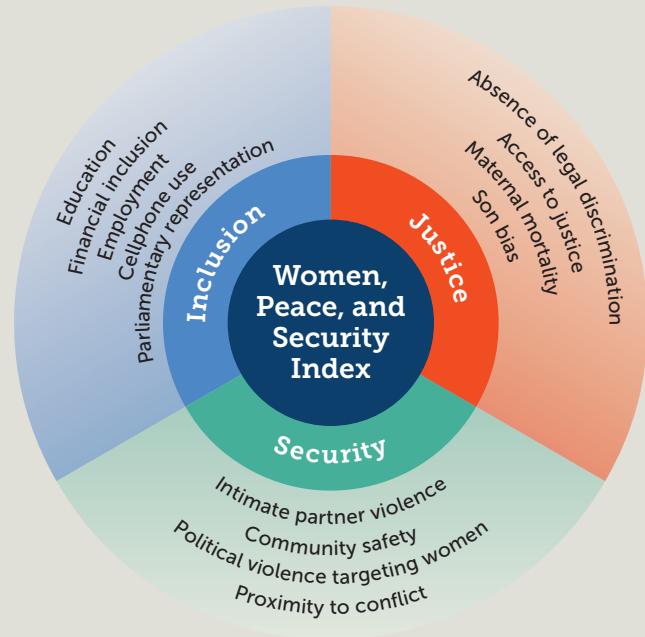 Women,
Peace, and
Security
Index
Inclusion
Education
Financial inclusion
Employment
Cellphone use
Parliamentary representation
Justice
Absence of legal discrimination
Access to justice
Maternal mortality
Son bias
Security
Intimate partner violence
Community safety
Political violence targeting women
Proximity to conflict